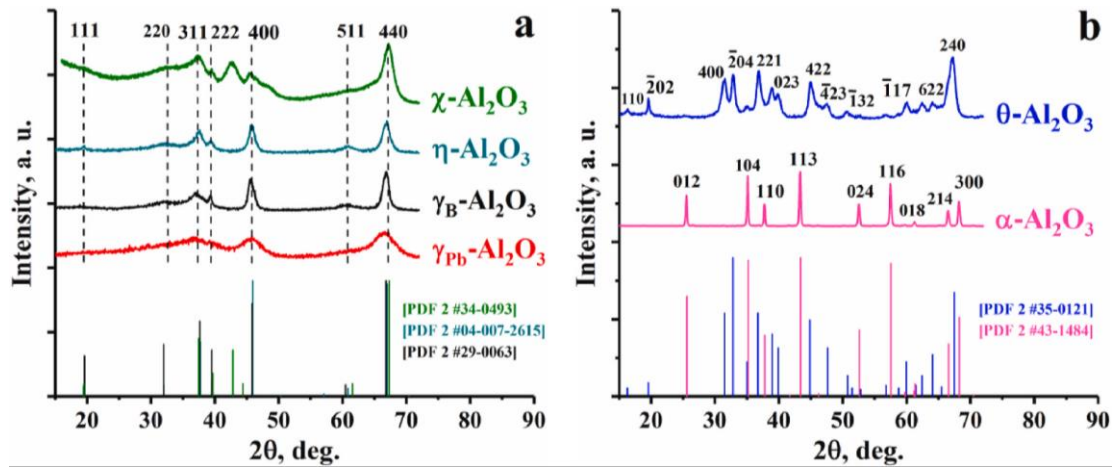 a
111 220 311 222 400 511 440
χ-Al₂O₃
η-Al₂O₃
γB-Al₂O₃
γPb-Al₂O₃
[PDF 2 #34-0493]
[PDF 2 #04-007-2615]
[PDF 2 #29-0063]
Intensity, a. u.
20 30 40 50 60 70 80 90
2θ, deg.
b
110 2̄02 400 2̄04 221 023 422 4̄23 1̄32 1̄17 622 240
θ-Al₂O₃
012 104 110 113 024 116 018 214 300
α-Al₂O₃
[PDF 2 #35-0121]
[PDF 2 #43-1484]
Intensity, a. u.
20 30 40 50 60 70 80 90
2θ, deg.